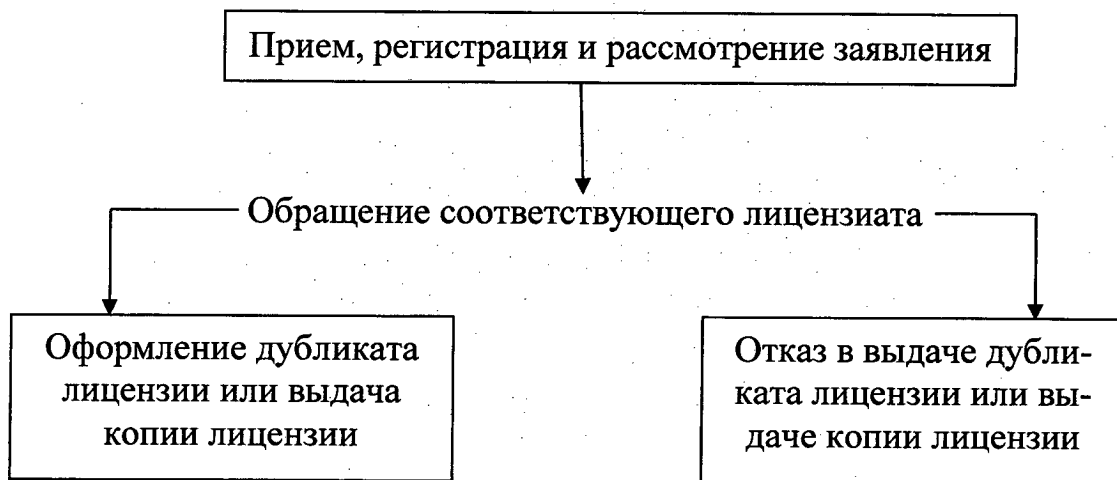 Прием, регистрация и рассмотрение заявления
Обращение соответствующего лицензиата
Оформление дубликата
лицензии или выдача
копии лицензии
Отказ в выдаче дубли-
ката лицензии или вы-
даче копии лицензии